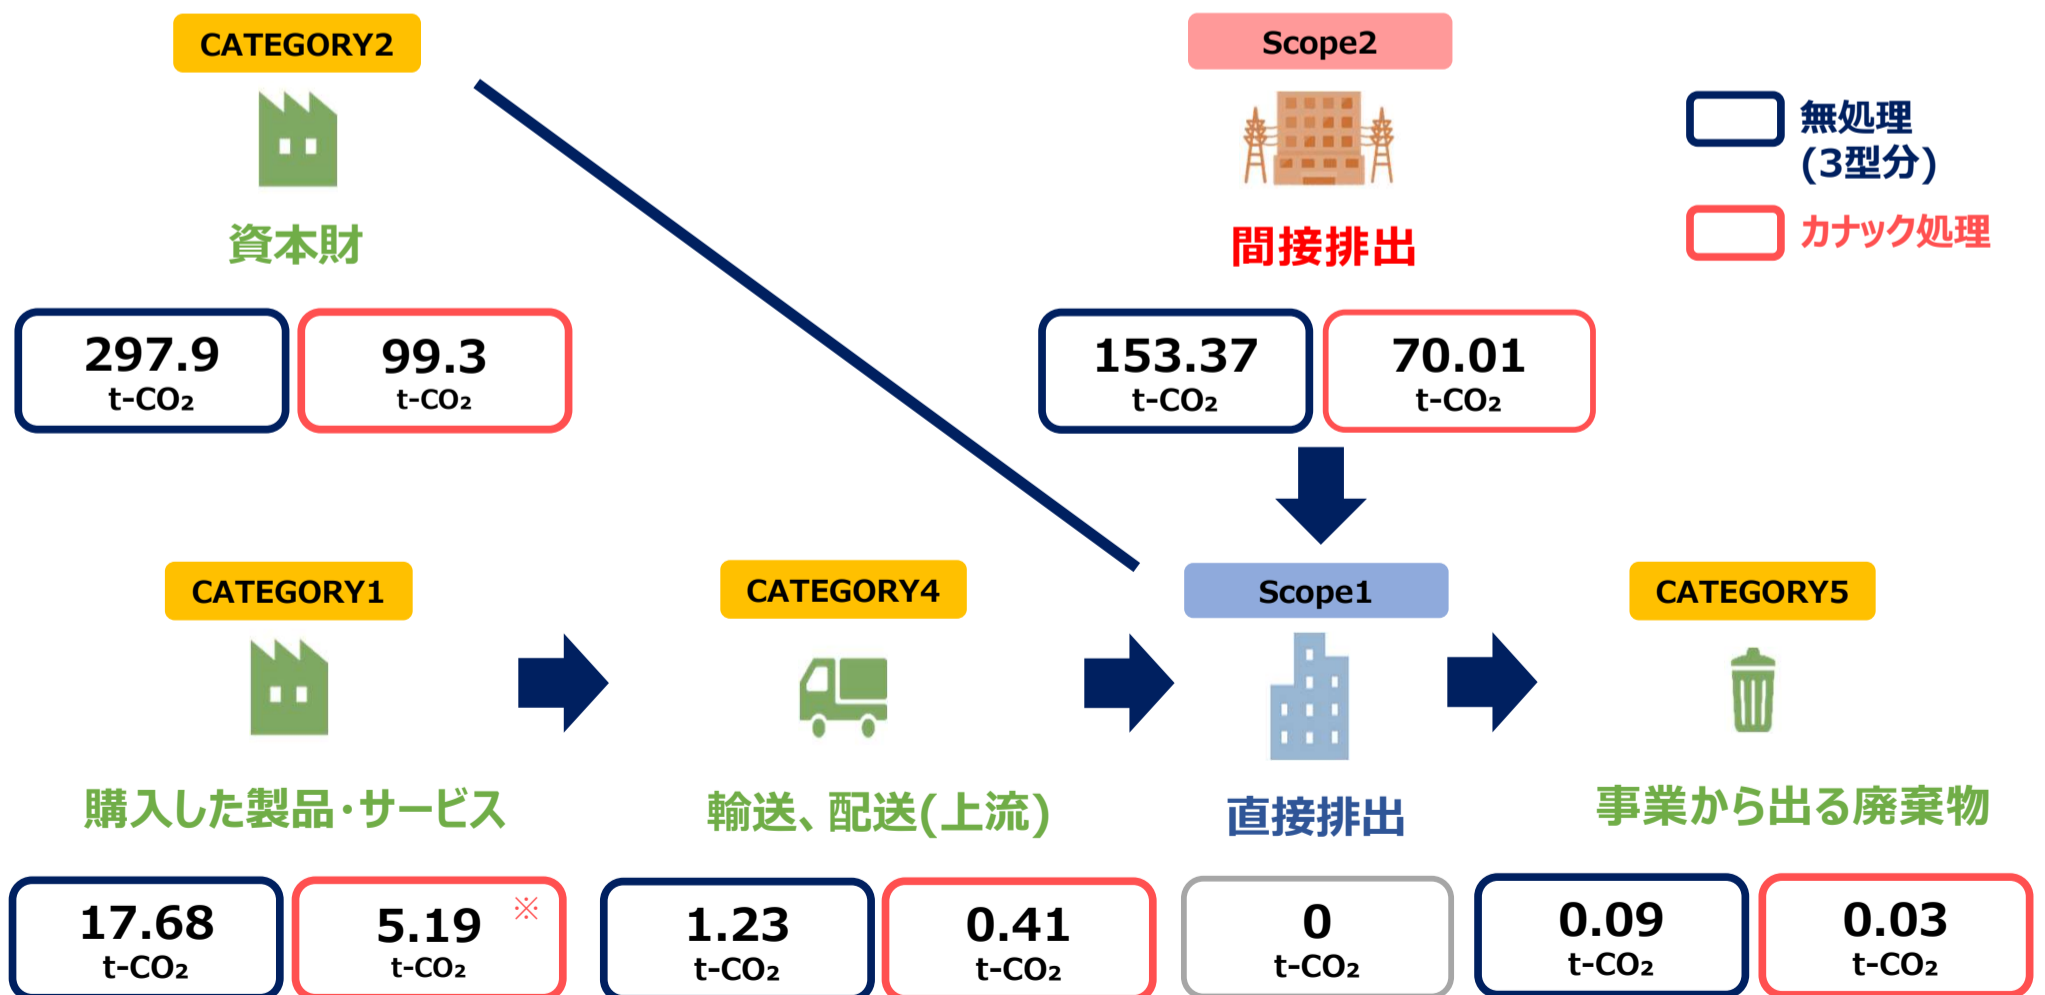 CATEGORY2
資本財
297.9
t-CO₂
99.3
t-CO₂
Scope2
間接排出
153.37
t-CO₂
70.01
t-CO₂
無処理
(3型分)
カナック処理
CATEGORY1
購入した製品・サービス
17.68
t-CO₂
5.19 ※
t-CO₂
CATEGORY4
輸送、配送(上流)
1.23
t-CO₂
0.41
t-CO₂
Scope1
直接排出
0
t-CO₂
CATEGORY5
事業から出る廃棄物
0.09
t-CO₂
0.03
t-CO₂